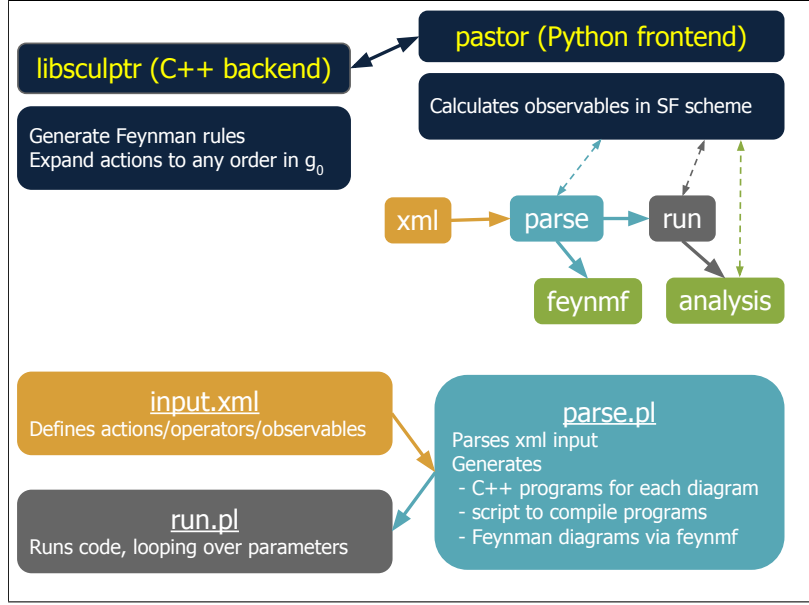 pastor (Python frontend)
libsculptr (C++ backend)
Calculates observables in SF scheme
Generate Feynman rules
Expand actions to any order in g₀
xml
parse
run
feynmf
analysis
input.xml
Defines actions/operators/observables
parse.pl
Parses xml input
Generates
- C++ programs for each diagram
- script to compile programs
- Feynman diagrams via feynmf
run.pl
Runs code, looping over parameters